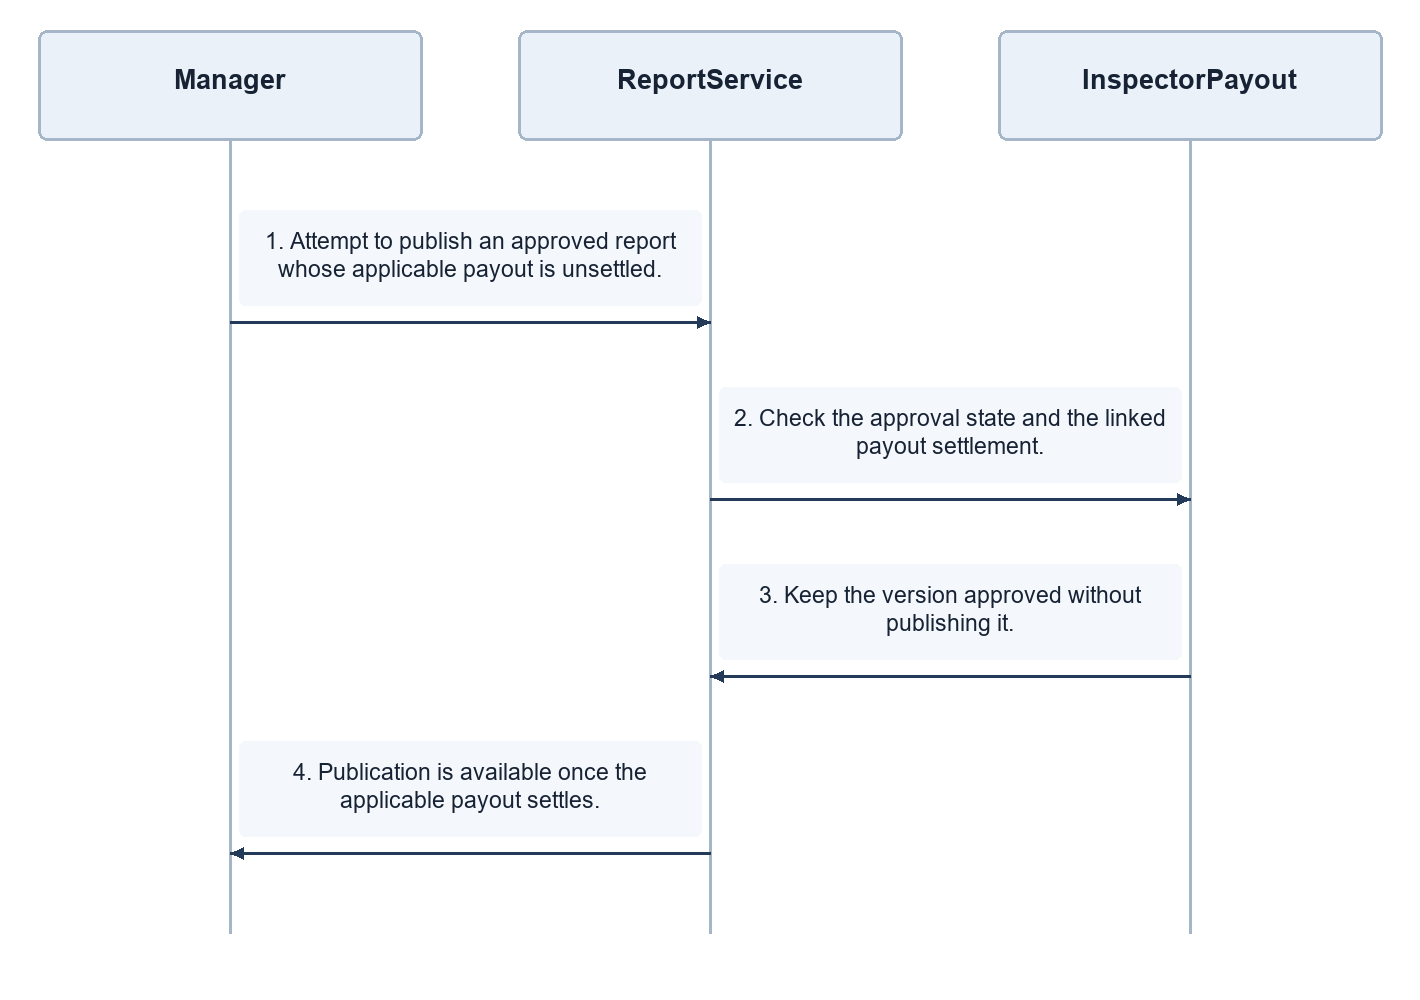 Manager
ReportService
InspectorPayout
1. Attempt to publish an approved report
whose applicable payout is unsettled.
2. Check the approval state and the linked
payout settlement.
3. Keep the version approved without
publishing it.
4. Publication is available once the
applicable payout settles.